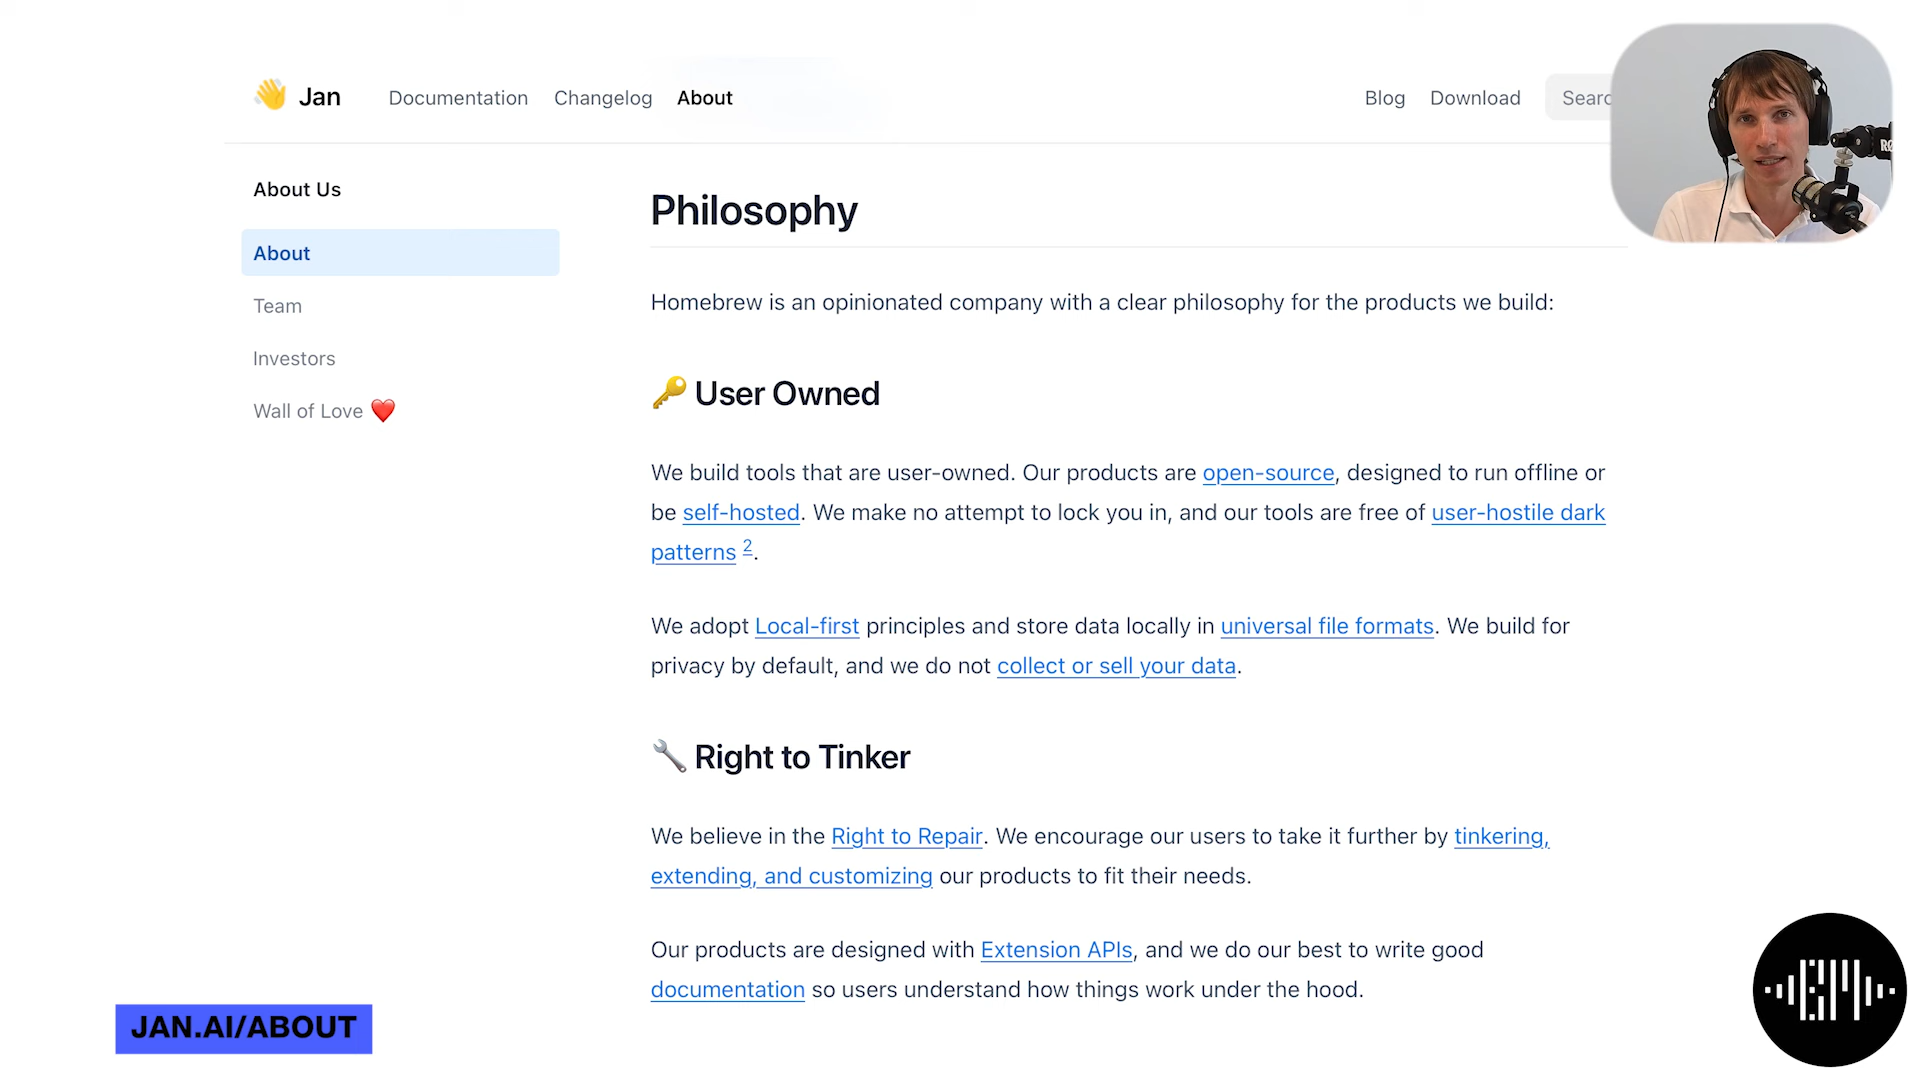 👋 Jan
Documentation
Changelog
About
Blog
Download
Searc
About Us
About
Team
Investors
Wall of Love ❤️
Philosophy
Homebrew is an opinionated company with a clear philosophy for the products we build:
🔑 User Owned
We build tools that are user-owned. Our products are open-source, designed to run offline or
be self-hosted. We make no attempt to lock you in, and our tools are free of user-hostile dark
patterns 2.
We adopt Local-first principles and store data locally in universal file formats. We build for
privacy by default, and we do not collect or sell your data.
🔧 Right to Tinker
We believe in the Right to Repair. We encourage our users to take it further by tinkering,
extending, and customizing our products to fit their needs.
Our products are designed with Extension APIs, and we do our best to write good
documentation so users understand how things work under the hood.
JAN.AI/ABOUT